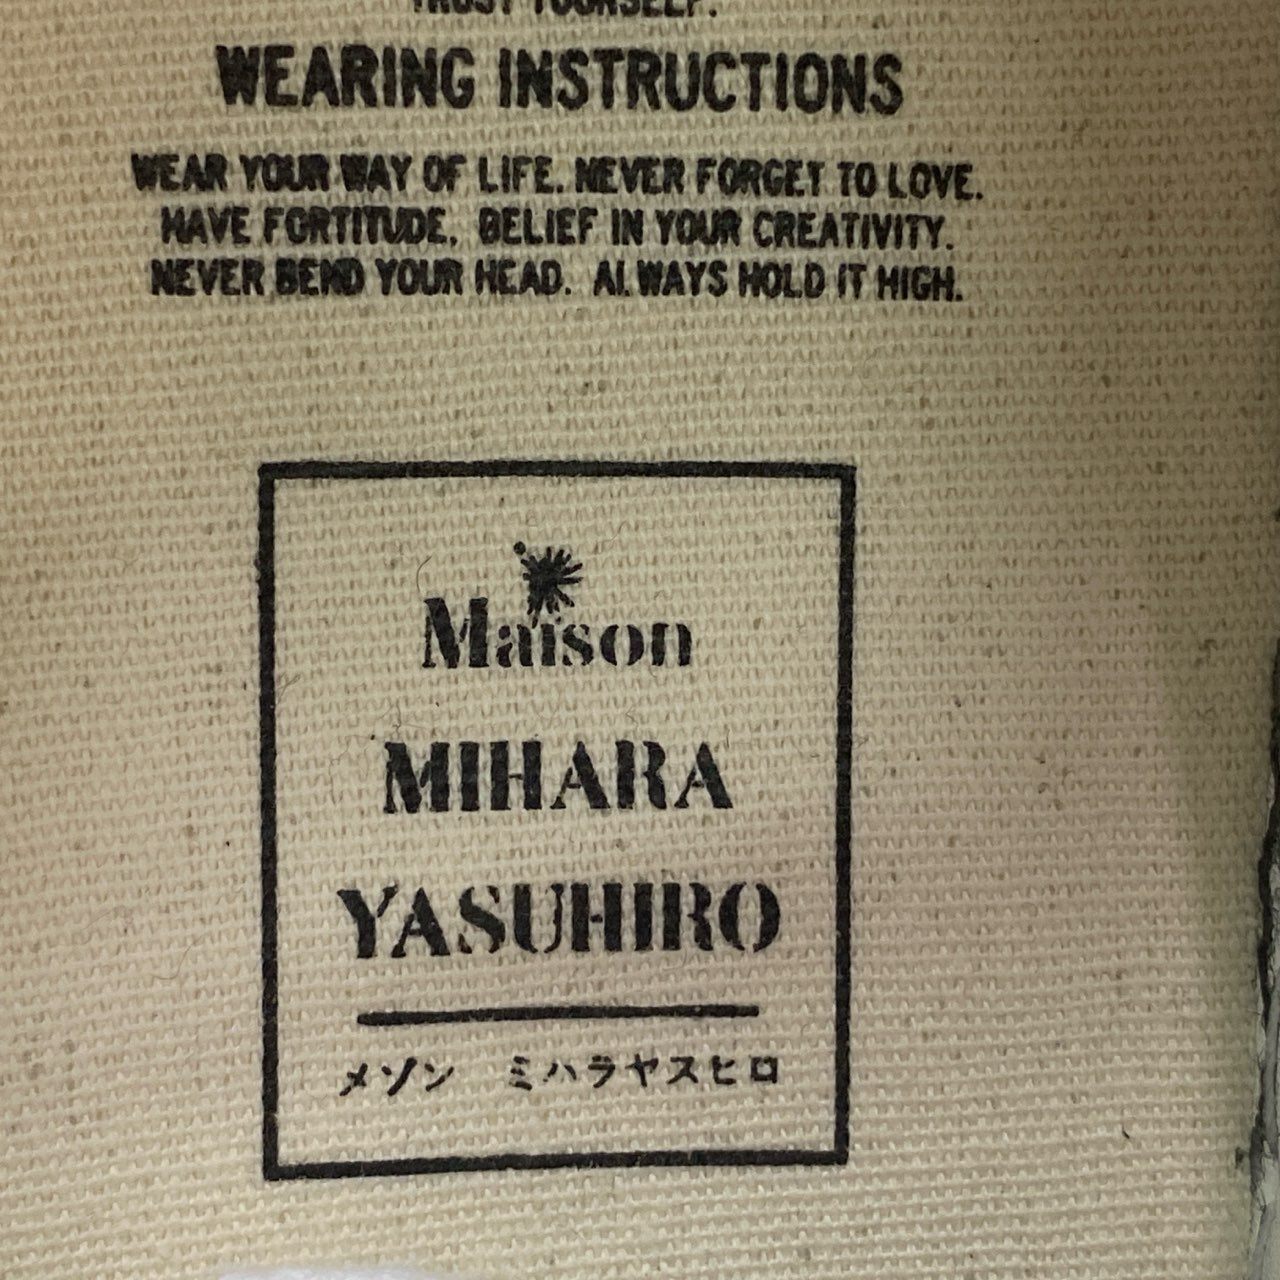 TRUST YOURSELF.
WEARING INSTRUCTIONS
WEAR YOUR WAY OF LIFE. NEVER FORGET TO LOVE.
HAVE FORTITUDE. BELIEF IN YOUR CREATIVITY.
NEVER BEND YOUR HEAD. ALWAYS HOLD IT HIGH.
Maison
MIHARA
YASUHIRO
メゾン ミハラヤスヒロ